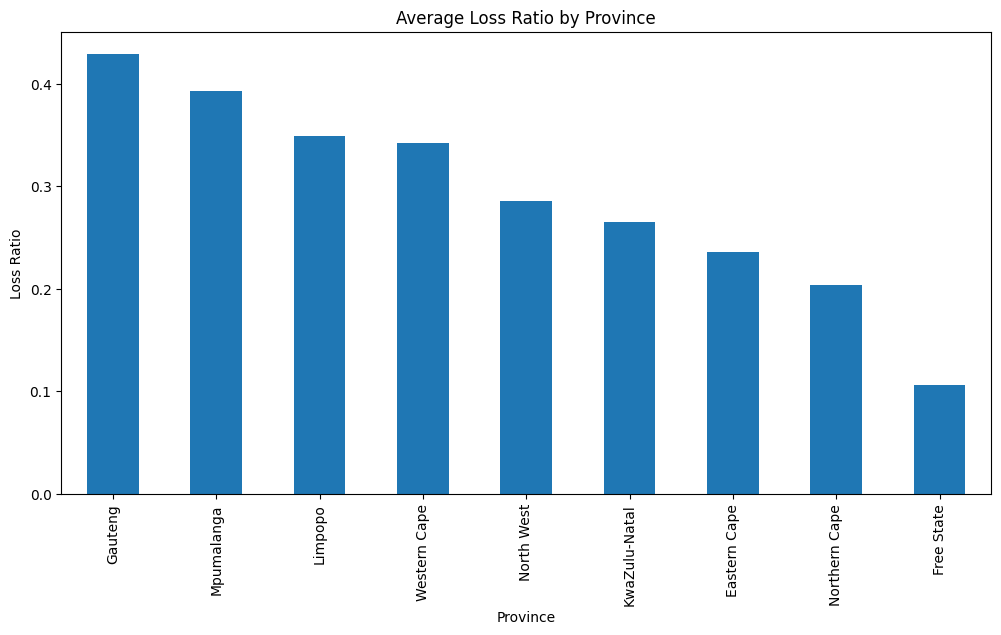 Average Loss Ratio by Province
Loss Ratio
0.4
0.3
0.2
0.1
0.0
Gauteng
Mpumalanga
Limpopo
Western Cape
North West
KwaZulu-Natal
Eastern Cape
Northern Cape
Free State
Province